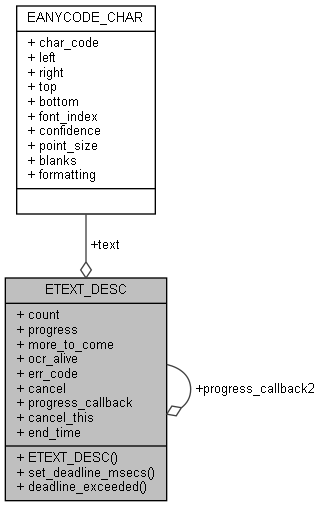 EANYCODE_CHAR
+ char_code
+ left
+ right
+ top
+ bottom
+ font_index
+ confidence
+ point_size
+ blanks
+ formatting
+text
ETEXT_DESC
+ count
+ progress
+ more_to_come
+ ocr_alive
+ err_code
+ cancel
+ progress_callback
+ cancel_this
+ end_time
+progress_callback2
+ ETEXT_DESC()
+ set_deadline_msecs()
+ deadline_exceeded()